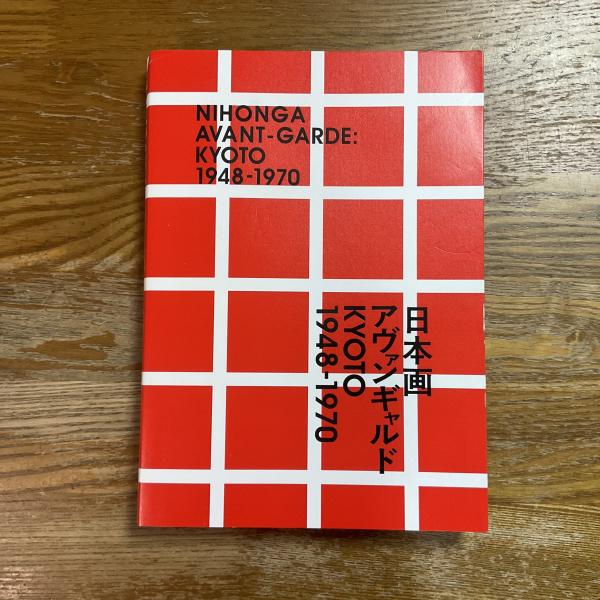 NIHONGA
AVANT-GARDE:
KYOTO
1948-1970
日本画
アヴァンギャルド
KYOTO
1948-1970